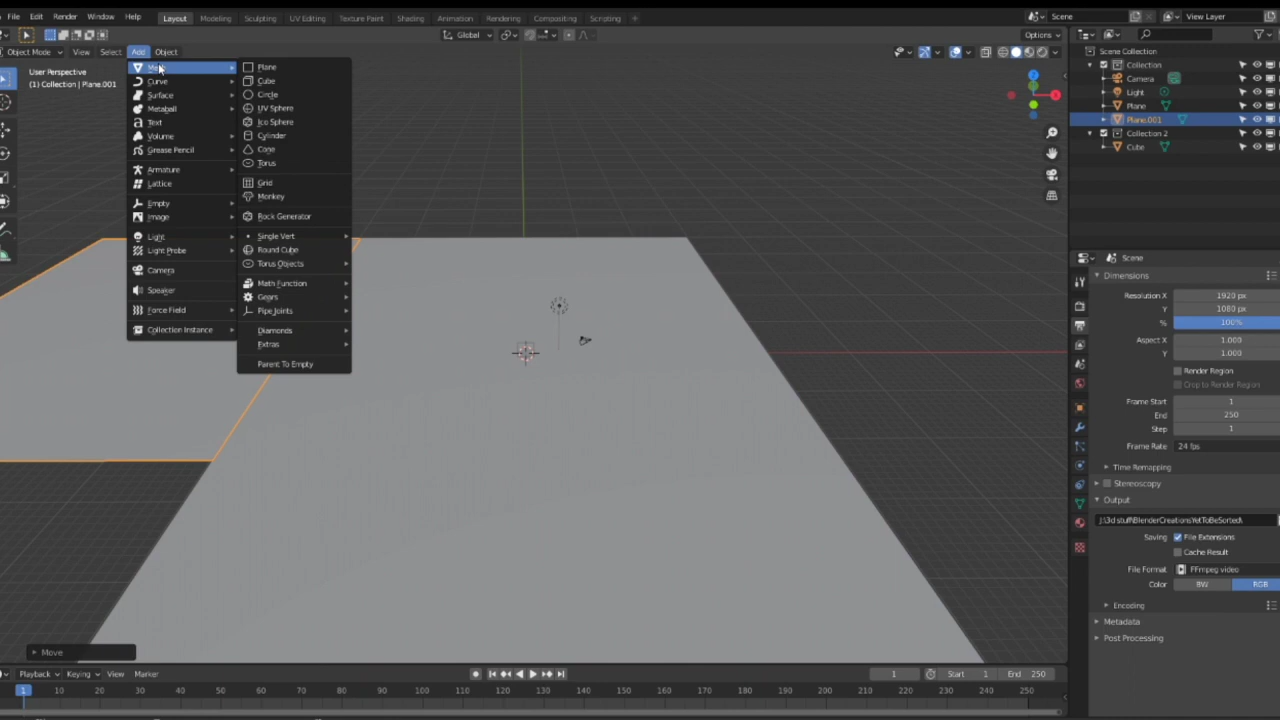 File Edit Render Window Help Layout Modeling Sculpting UV Editing Texture Paint Shading Animation Rendering Compositing Scripting + Scene View Layer
Global Options
Object Mode View Select Add Object
User Perspective
(1) Collection | Plane.001
Curve
Surface
Metaball
Text
Volume
Grease Pencil
Armature
Lattice
Empty
Image
Light
Light Probe
Camera
Speaker
Force Field
Collection Instance
Plane
Cube
Circle
UV Sphere
Ico Sphere
Cylinder
Cone
Torus
Grid
Monkey
Rock Generator
Single Vert
Round Cube
Torus Objects
Math Function
Gears
Pipe Joints
Diamonds
Extras
Parent To Empty
Z
X
Scene Collection
Collection
Camera
Light
Plane
Plane.001
Collection 2
Cube
Scene
Dimensions
Resolution X 1920 px
Y 1080 px
% 100%
Aspect X 1.000
Y 1.000
Render Region
Crop to Render Region
Frame Start 1
End 250
Step 1
Frame Rate 24 fps
Time Remapping
Stereoscopy
Output
J:\3d stuff\BlenderCreationsYetToBeSorted\
Saving File Extensions
Cache Result
File Format FFmpeg video
Color BW RGB
Encoding
Metadata
Post Processing
Move
Playback Keying View Marker 1 Start 1 End 250
1 10 20 30 40 50 60 70 80 90 100 110 120 130 140 150 160 170 180 190 200 210 220 230 240 250